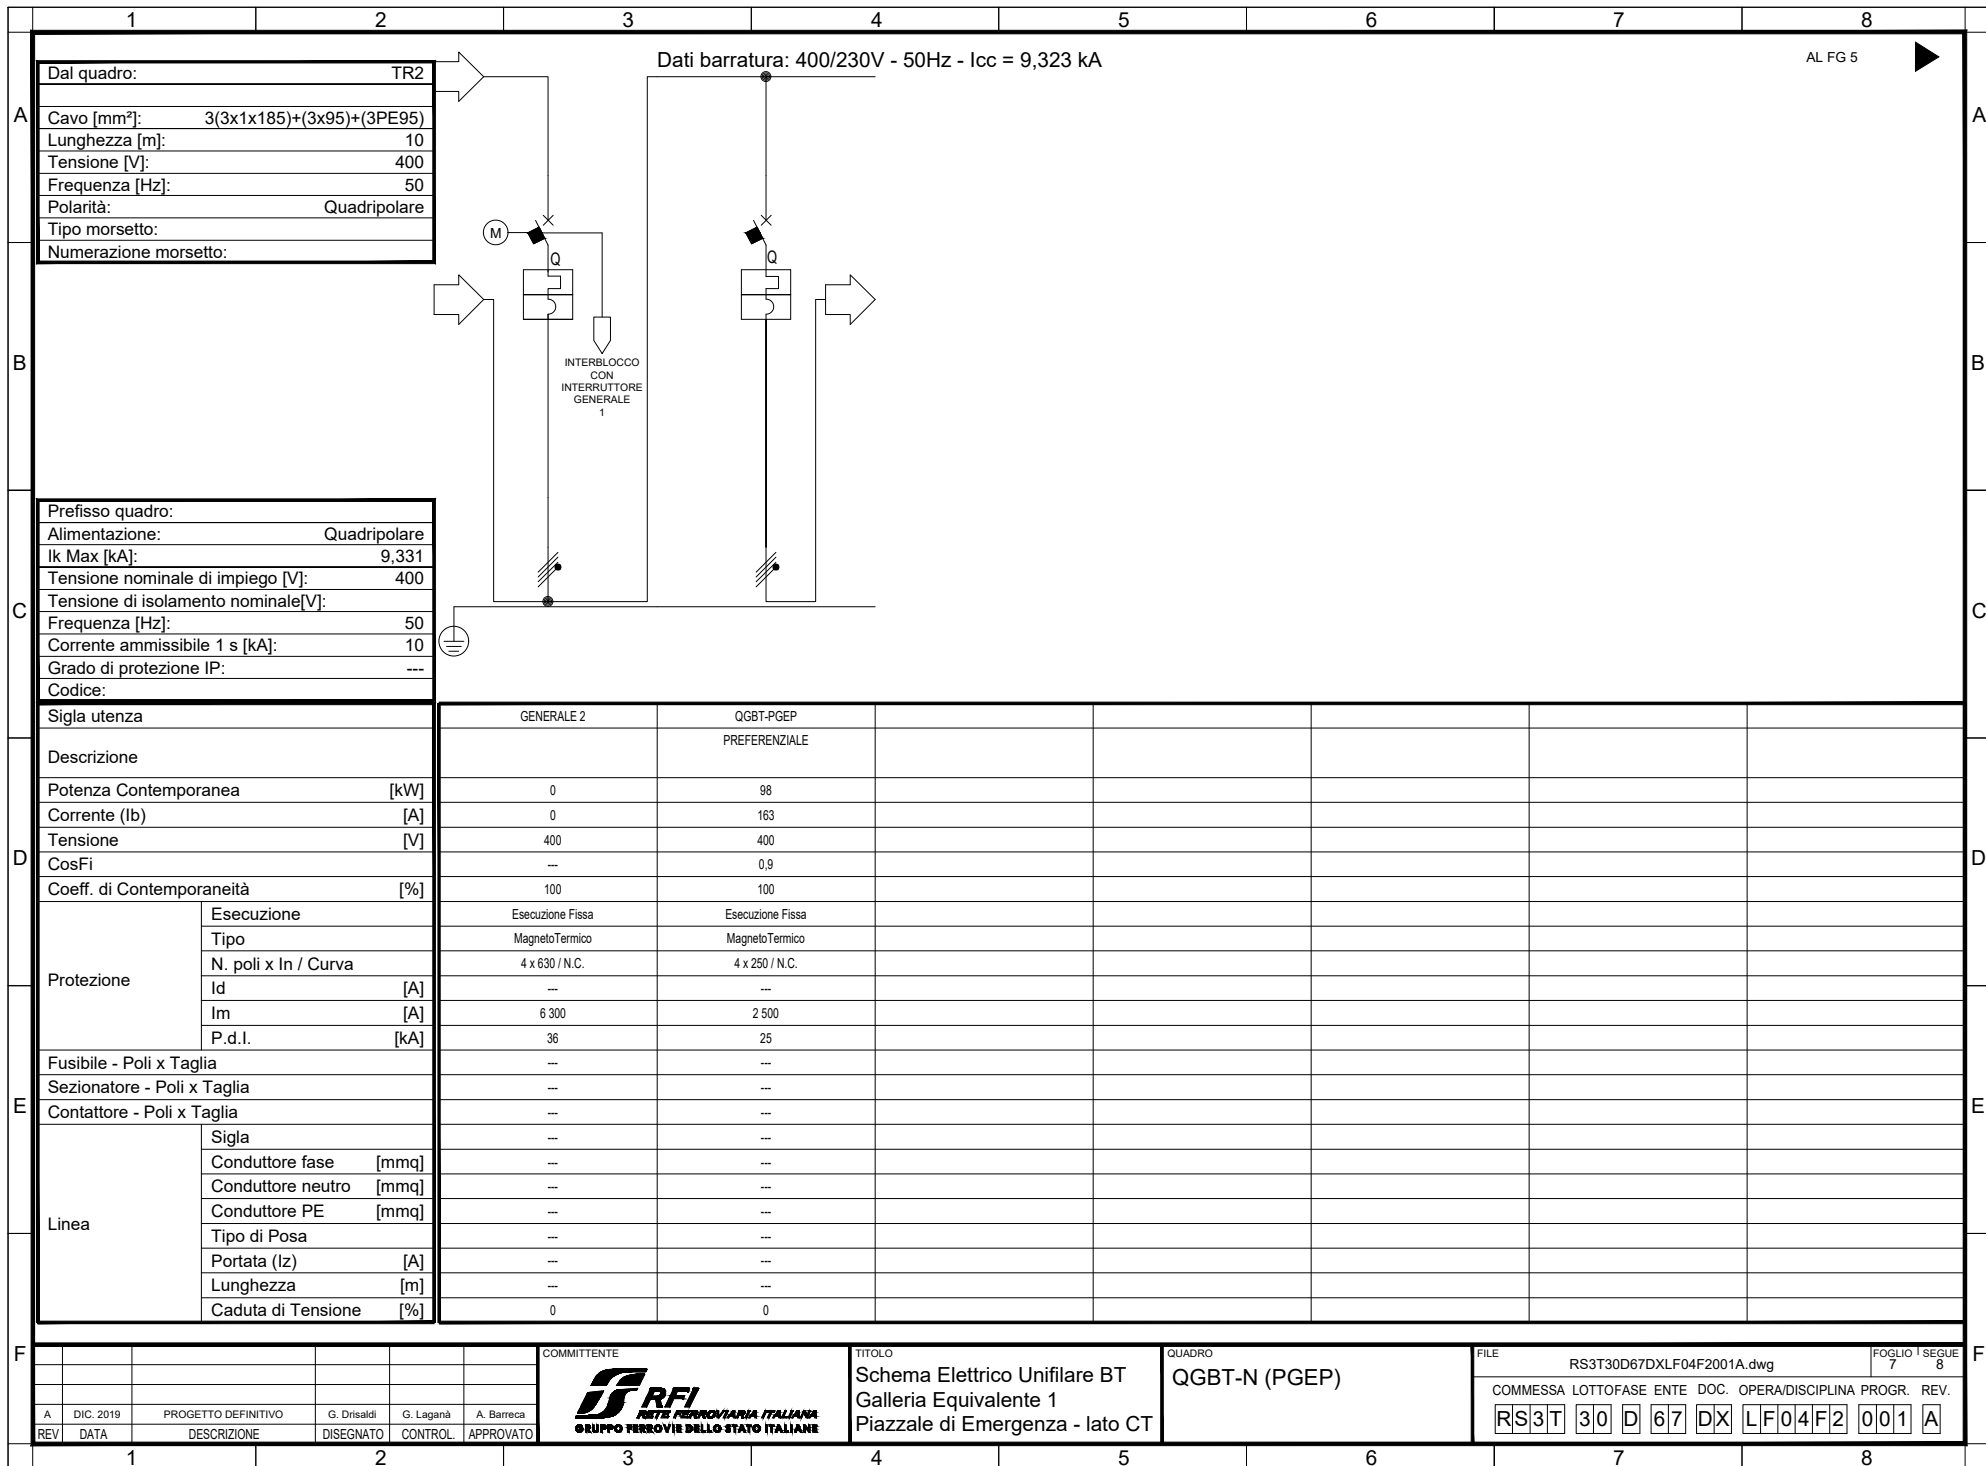 1 2 3 4 5 6 7 8
Dati barratura: 400/230V - 50Hz - Icc = 9,323 kA
AL FG 5
A A
Dal quadro: TR2
Cavo [mm²]: 3(3x1x185)+(3x95)+(3PE95)
Lunghezza [m]: 10
Tensione [V]: 400
Frequenza [Hz]: 50
Polarità: Quadripolare
Tipo morsetto:
Numerazione morsetto:
M
Q Q
B B
INTERBLOCCO
CON
INTERRUTTORE
GENERALE
1
Prefisso quadro:
Alimentazione: Quadripolare
Ik Max [kA]: 9,331
Tensione nominale di impiego [V]: 400
Tensione di isolamento nominale[V]:
C C
Frequenza [Hz]: 50
Corrente ammissibile 1 s [kA]: 10
Grado di protezione IP: ---
Codice:
Sigla utenza GENERALE 2 QGBT-PGEP
Descrizione PREFERENZIALE
Potenza Contemporanea [kW] 0 98
Corrente (Ib) [A] 0 163
Tensione [V] 400 400
D D
CosFi --- 0,9
Coeff. di Contemporaneità [%] 100 100
Protezione
Esecuzione Esecuzione Fissa Esecuzione Fissa
Tipo MagnetoTermico MagnetoTermico
N. poli x In / Curva 4 x 630 / N.C. 4 x 250 / N.C.
Id [A] --- ---
Im [A] 6 300 2 500
P.d.I. [kA] 36 25
Fusibile - Poli x Taglia --- ---
Sezionatore - Poli x Taglia --- ---
E E
Contattore - Poli x Taglia --- ---
Linea
Sigla --- ---
Conduttore fase [mmq] --- ---
Conduttore neutro [mmq] --- ---
Conduttore PE [mmq] --- ---
Tipo di Posa --- ---
Portata (Iz) [A] --- ---
Lunghezza [m] --- ---
Caduta di Tensione [%] 0 0
F F
A DIC. 2019 PROGETTO DEFINITIVO G. Drisaldi G. Laganà A. Barreca
REV DATA DESCRIZIONE DISEGNATO CONTROL. APPROVATO
COMMITTENTE
RFI
RETE FERROVIARIA ITALIANA
GRUPPO FERROVIE DELLO STATO ITALIANE
TITOLO
Schema Elettrico Unifilare BT
Galleria Equivalente 1
Piazzale di Emergenza - lato CT
QUADRO
QGBT-N (PGEP)
FILE
RS3T30D67DXLF04F2001A.dwg
FOGLIO SEGUE
7 8
COMMESSA LOTTO FASE ENTE DOC. OPERA/DISCIPLINA PROGR. REV.
RS3T 30 D 67 DX LF04F2 001 A
1 2 3 4 5 6 7 8